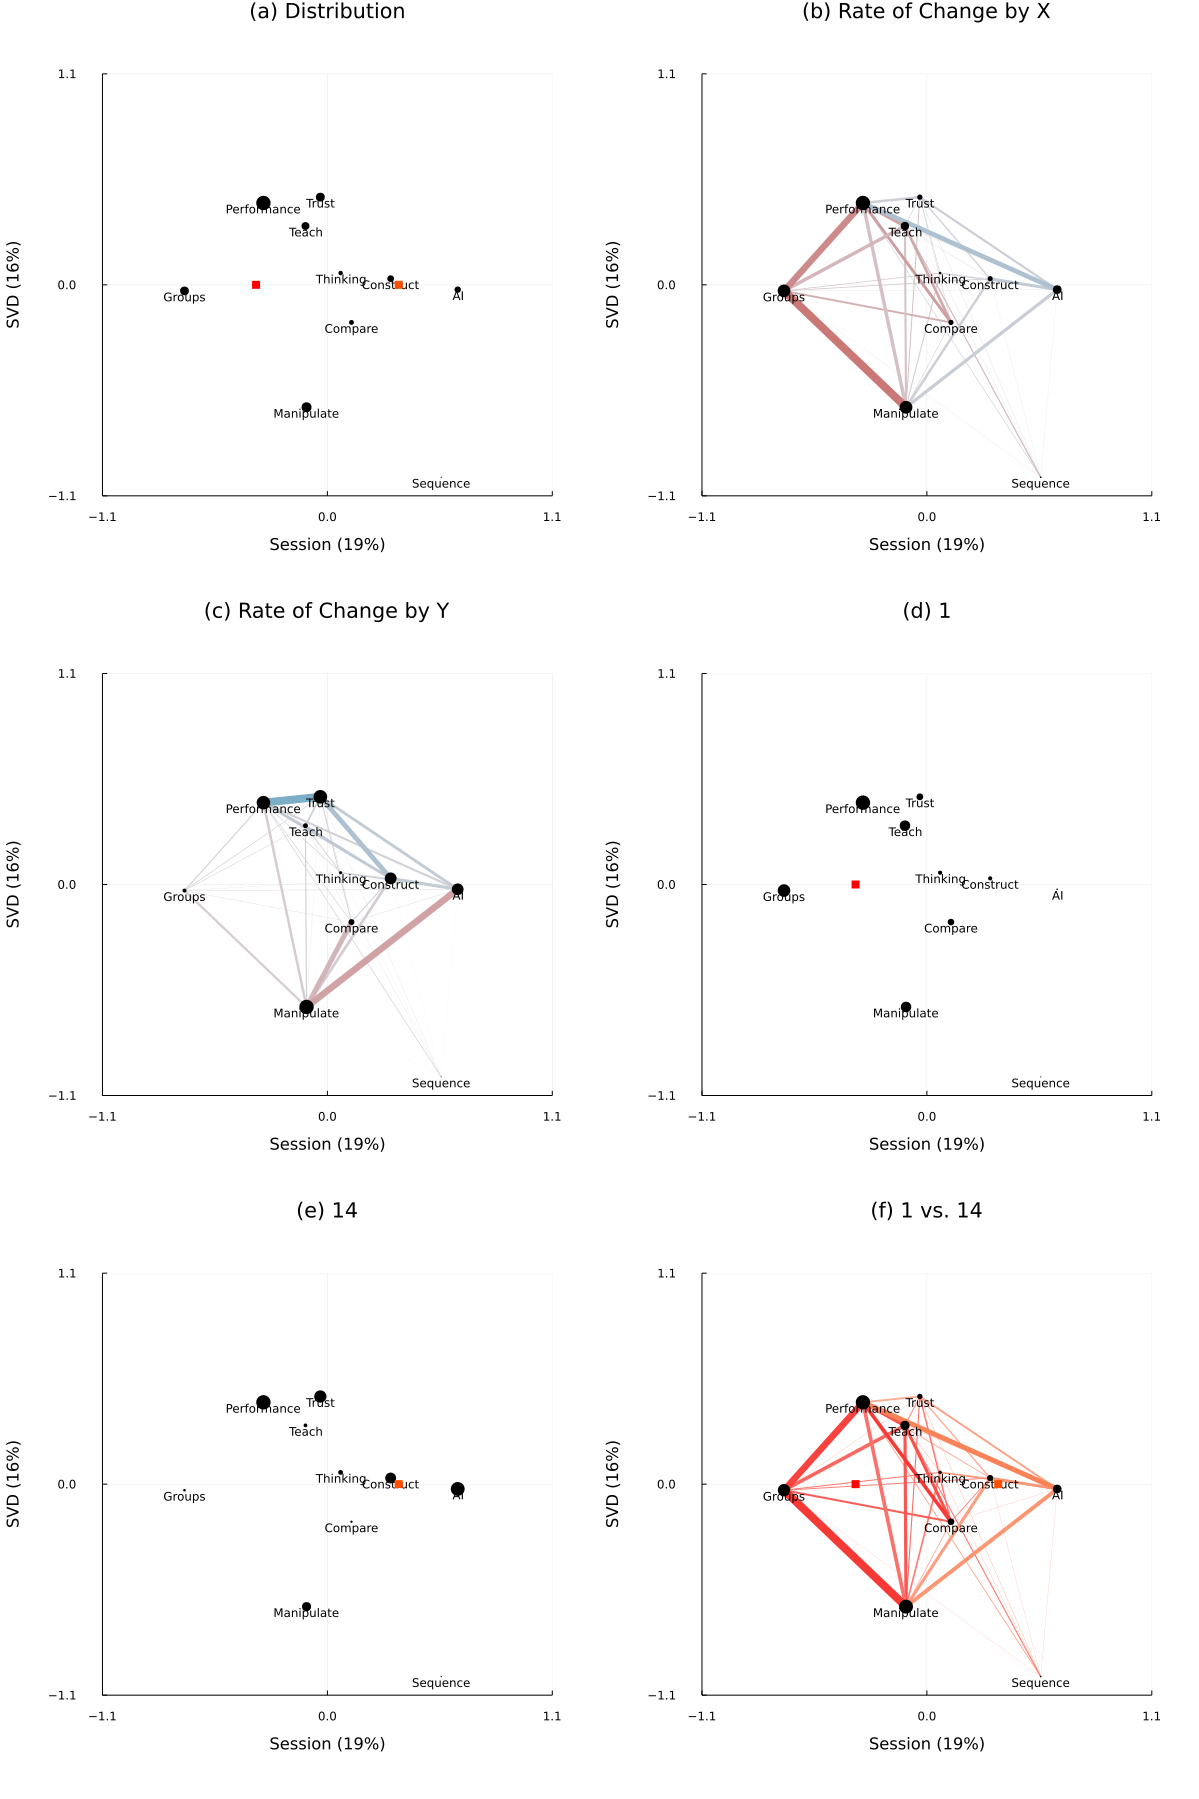 (a) Distribution
(b) Rate of Change by X
1.1
1.1
Performance
Trust
Performance
Trust
Teach
Teach
SVD (16%)
0.0
Groups
Thinking
Construct
AI
SVD (16%)
0.0
Groups
Thinking
Construct
AI
Compare
Compare
Manipulate
Manipulate
Sequence
Sequence
−1.1
−1.1
−1.1
0.0
1.1
−1.1
0.0
1.1
Session (19%)
Session (19%)
(c) Rate of Change by Y
(d) 1
1.1
1.1
Performance
Trust
Performance
Trust
Teach
Teach
SVD (16%)
0.0
Groups
Thinking
Construct
AI
SVD (16%)
0.0
Groups
Thinking
Construct
AI
Compare
Compare
Manipulate
Manipulate
Sequence
Sequence
−1.1
−1.1
−1.1
0.0
1.1
−1.1
0.0
1.1
Session (19%)
Session (19%)
(e) 14
(f) 1 vs. 14
1.1
1.1
Performance
Trust
Performance
Trust
Teach
Teach
SVD (16%)
0.0
Groups
Thinking
Construct
AI
SVD (16%)
0.0
Groups
Thinking
Construct
AI
Compare
Compare
Manipulate
Manipulate
Sequence
Sequence
−1.1
−1.1
−1.1
0.0
1.1
−1.1
0.0
1.1
Session (19%)
Session (19%)